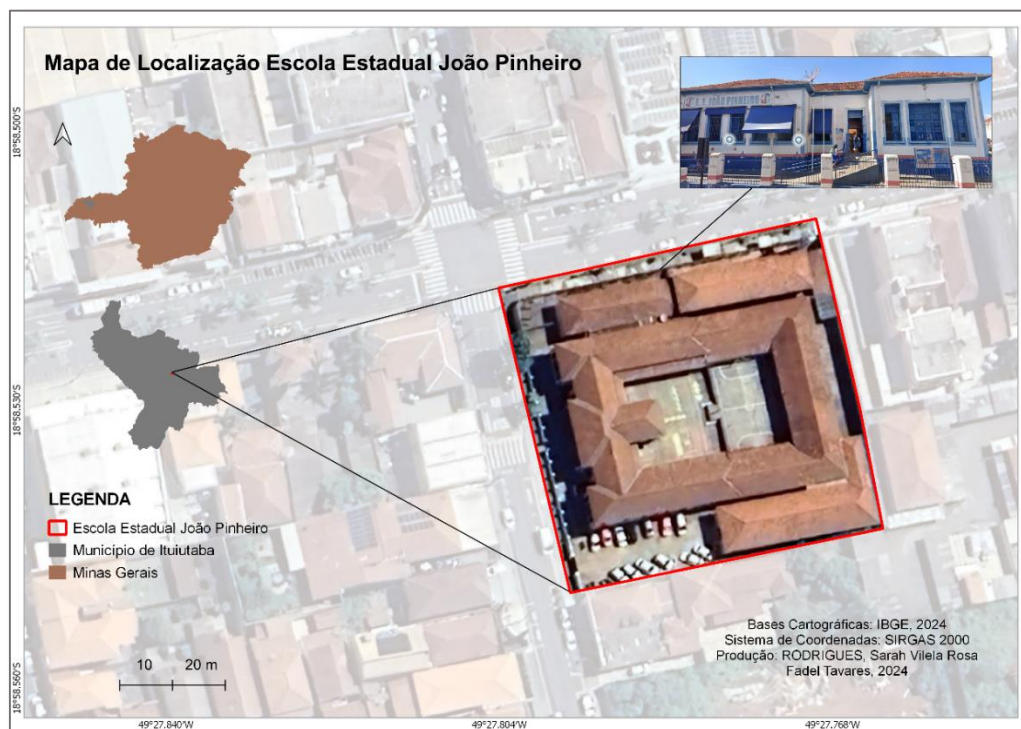 Mapa de Localização Escola Estadual João Pinheiro
E. E. JOÃO PINHEIRO
18°58.500'S
18°58.530'S
18°58.560'S
LEGENDA
Escola Estadual João Pinheiro
Município de Ituiutaba
Minas Gerais
10 20 m
Bases Cartográficas: IBGE, 2024
Sistema de Coordenadas: SIRGAS 2000
Produção: RODRIGUES, Sarah Vilela Rosa
Fadel Tavares, 2024
49°27.840'W 49°27.804'W 49°27.768'W